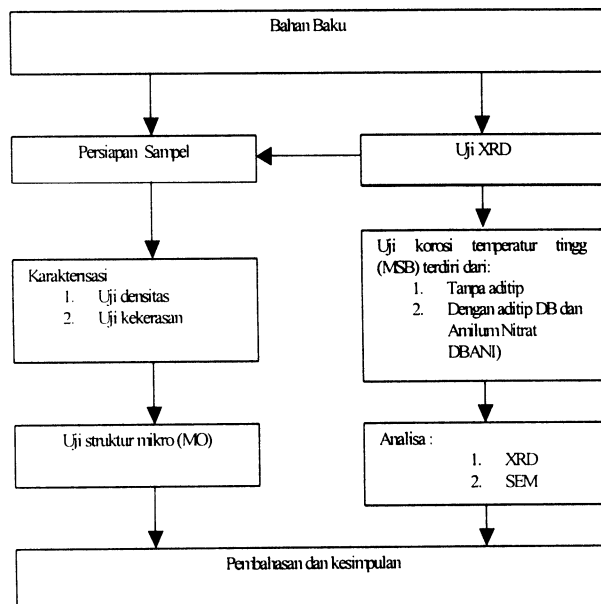 Bahan Baku
Persiapan Sampel
Uji XRD
Karakterisasi
1. Uji densitas
2. Uji kekerasan
Uji korosi temperatur tingg
(MSB) terdiri dari:
1. Tanpa aditip
2. Dengan aditip DB dan
Amilum Nitrat
DBANI)
Uji struktur mikro (MO)
Analisa :
1. XRD
2. SEM
Pembahasan dan kesimpulan